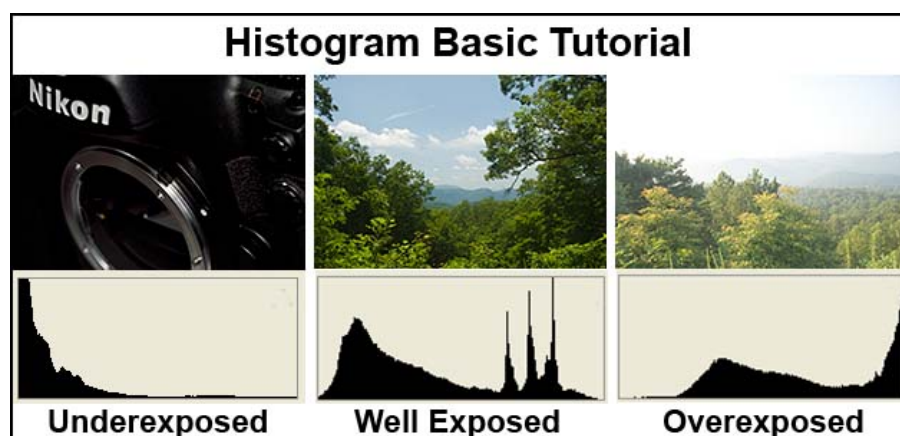 Histogram Basic Tutorial
Nikon
Underexposed
Well Exposed
Overexposed